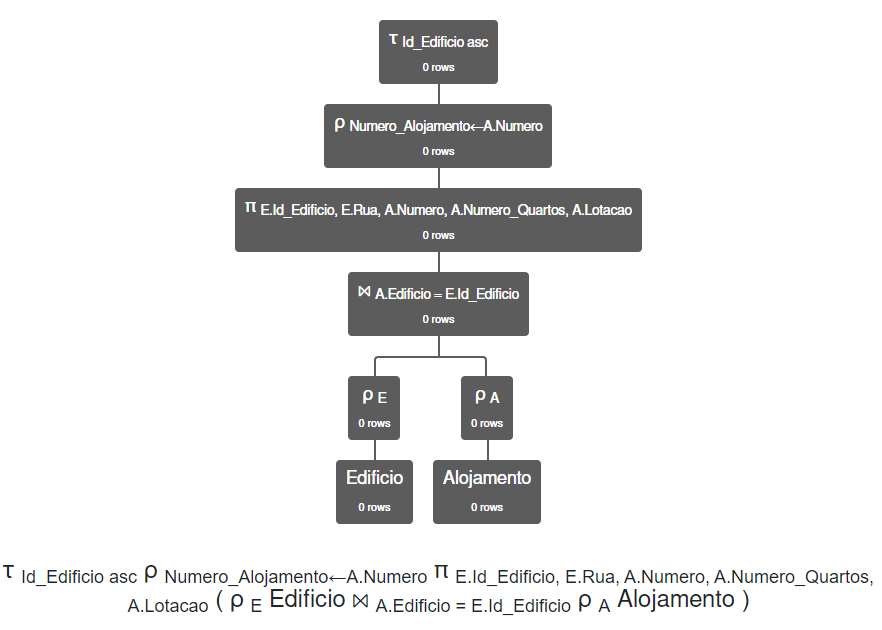 τ Id_Edificio asc
0 rows
ρ Numero_Alojamento←A.Numero
0 rows
π E.Id_Edificio, E.Rua, A.Numero, A.Numero_Quartos, A.Lotacao
0 rows
⋈ A.Edificio = E.Id_Edificio
0 rows
ρ E
0 rows
ρ A
0 rows
Edificio
0 rows
Alojamento
0 rows
τ Id_Edificio asc ρ Numero_Alojamento←A.Numero π E.Id_Edificio, E.Rua, A.Numero, A.Numero_Quartos,
A.Lotacao ( ρ E Edificio ⋈ A.Edificio = E.Id_Edificio ρ A Alojamento )